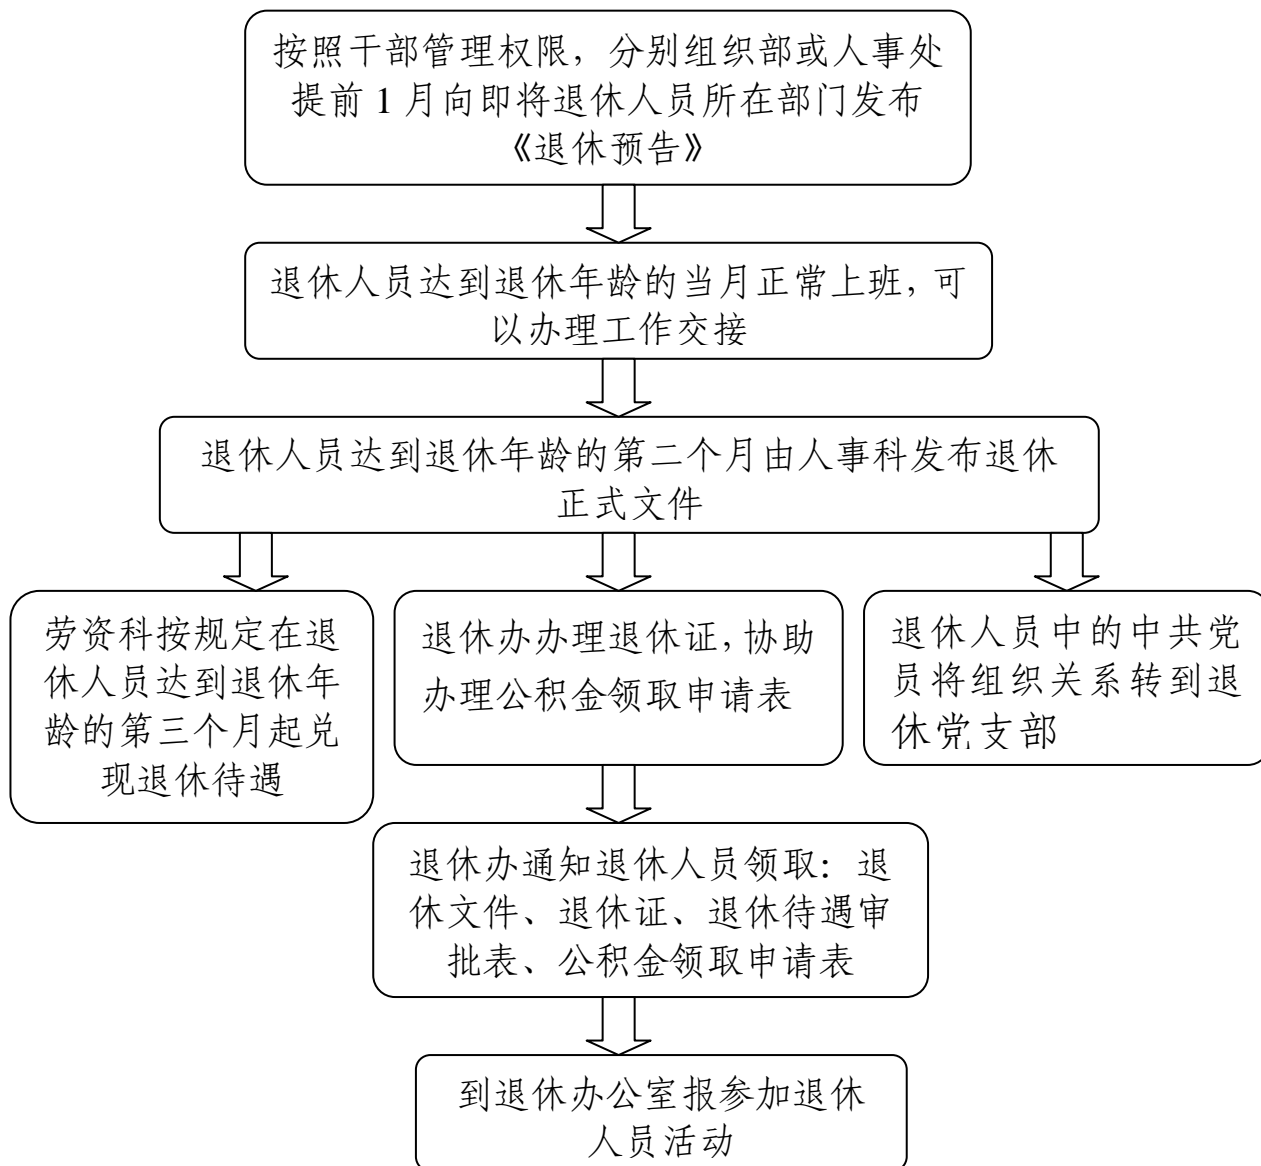 按照干部管理权限，分别组织部或人事处
提前 1 月向即将退休人员所在部门发布
《退休预告》
退休人员达到退休年龄的当月正常上班，可
以办理工作交接
退休人员达到退休年龄的第二个月由人事科发布退休
正式文件
劳资科按规定在退
休人员达到退休年
龄的第三个月起兑
现退休待遇
退休办办理退休证，协助
办理公积金领取申请表
退休人员中的中共党
员将组织关系转到退
休党支部
退休办通知退休人员领取：退
休文件、退休证、退休待遇审
批表、公积金领取申请表
到退休办公室报参加退休
人员活动